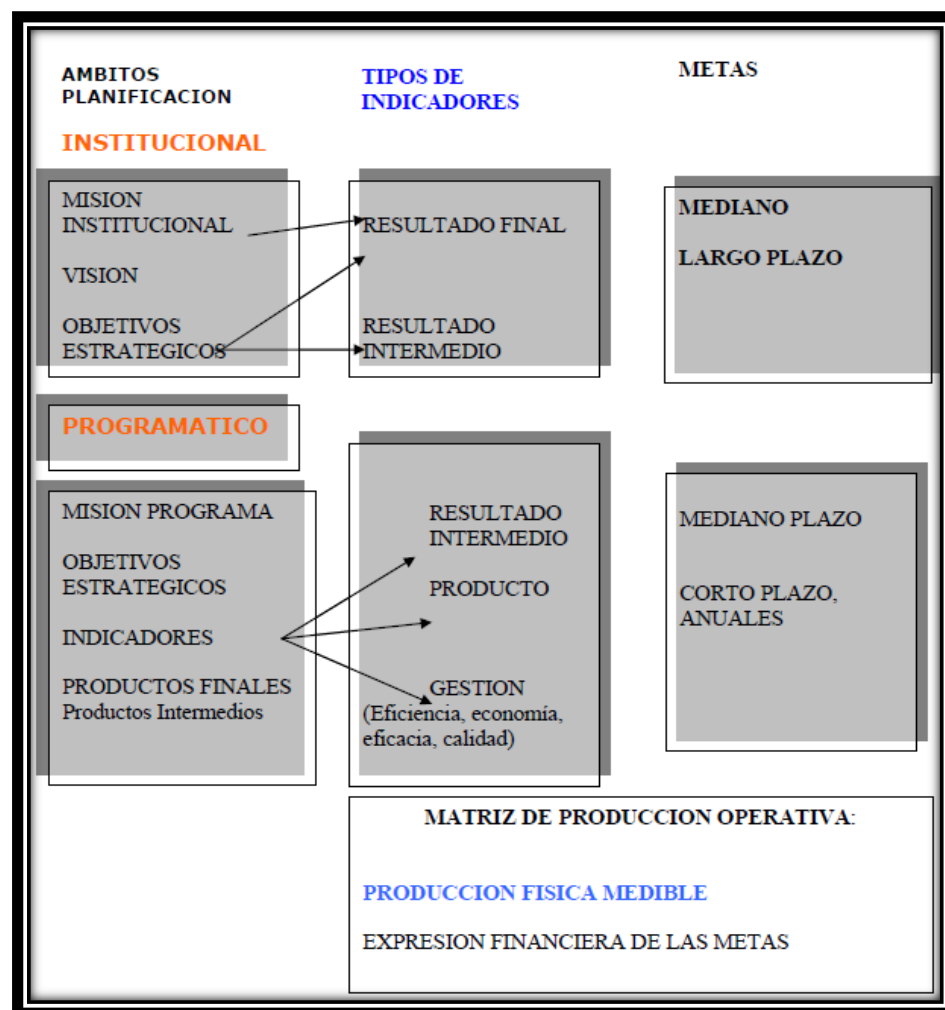 AMBITOS
PLANIFICACION
TIPOS DE
INDICADORES
METAS
INSTITUCIONAL
MISION
INSTITUCIONAL
VISION
OBJETIVOS
ESTRATEGICOS
RESULTADO FINAL
RESULTADO
INTERMEDIO
MEDIANO
LARGO PLAZO
PROGRAMATICO
MISION PROGRAMA
OBJETIVOS
ESTRATEGICOS
INDICADORES
PRODUCTOS FINALES
Productos Intermedios
RESULTADO
INTERMEDIO
PRODUCTO
GESTION
(Eficiencia, economía,
eficacia, calidad)
MEDIANO PLAZO
CORTO PLAZO,
ANUALES
MATRIZ DE PRODUCCION OPERATIVA:
PRODUCCION FISICA MEDIBLE
EXPRESION FINANCIERA DE LAS METAS